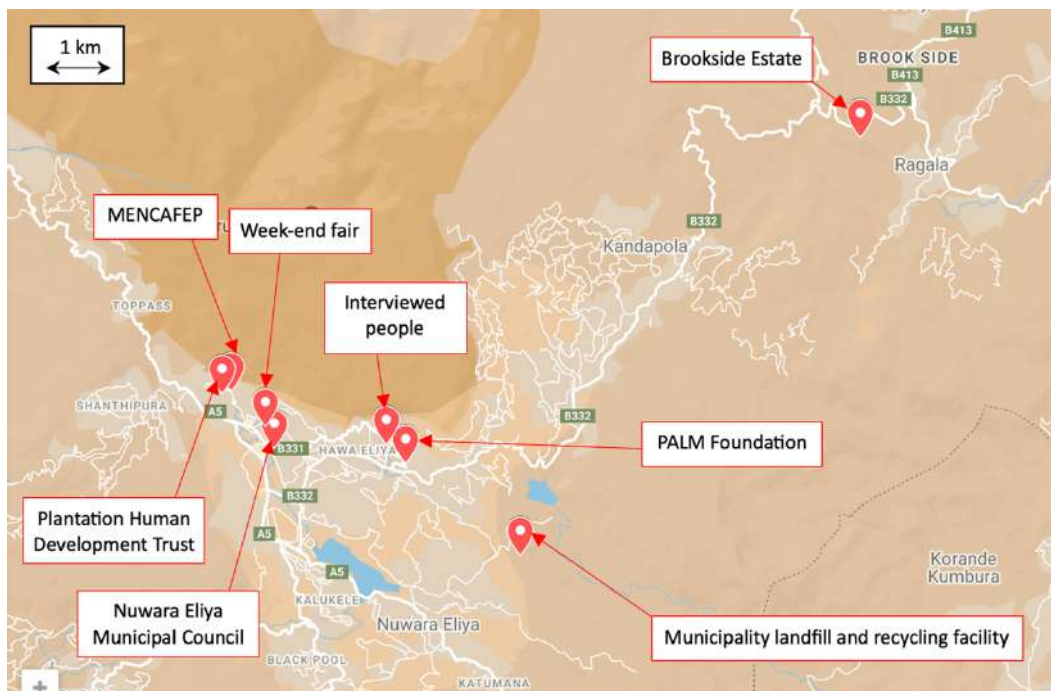 1 km
Brookside Estate
BROOK SIDE
B413
B413
B332
Ragala
MENCAFEP
Week-end fair
B332
Kandapola
Interviewed
people
TOPPASS
SHANTHIPURA
A5
B331
HAWA ELIYA
B332
PALM Foundation
B332
Plantation Human
Development Trust
A5
A5
KALUKELE
Nuwara Eliya
Nuwara Eliya
Municipal Council
BLACK POOL
KATUMANA
Korande
Kumbura
Municipality landfill and recycling facility
+